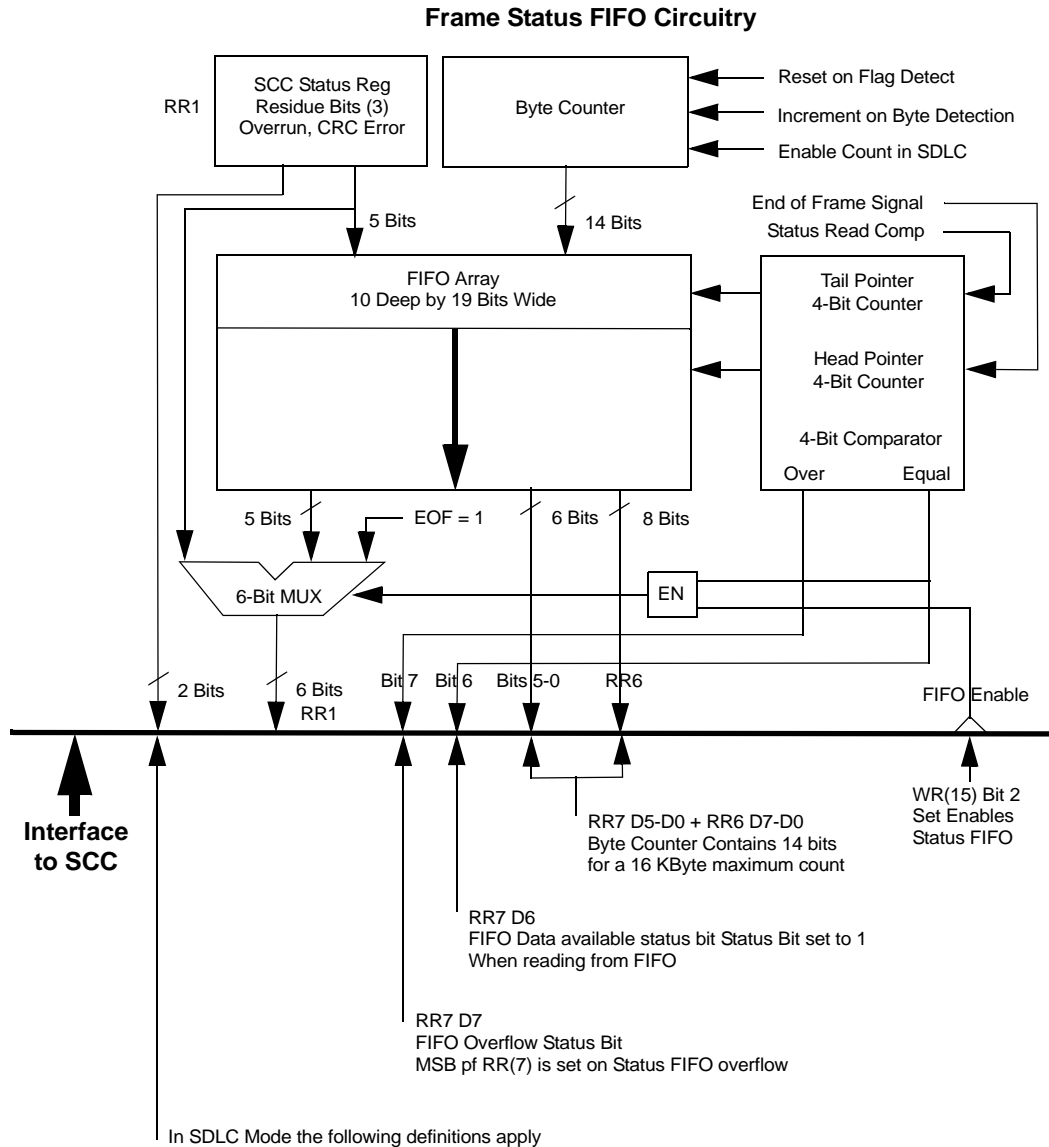 Frame Status FIFO Circuitry
RR1
SCC Status Reg
Residue Bits (3)
Overrun, CRC Error
Byte Counter
Reset on Flag Detect
Increment on Byte Detection
Enable Count in SDLC
5 Bits
14 Bits
End of Frame Signal
Status Read Comp
FIFO Array
10 Deep by 19 Bits Wide
Tail Pointer
4-Bit Counter
Head Pointer
4-Bit Counter
4-Bit Comparator
Over
Equal
5 Bits
EOF = 1
6 Bits
8 Bits
6-Bit MUX
EN
2 Bits
6 Bits
RR1
Bit 7
Bit 6
Bits 5-0
RR6
FIFO Enable
Interface
to SCC
WR(15) Bit 2
Set Enables
Status FIFO
RR7 D5-D0 + RR6 D7-D0
Byte Counter Contains 14 bits
for a 16 KByte maximum count
RR7 D6
FIFO Data available status bit Status Bit set to 1
When reading from FIFO
RR7 D7
FIFO Overflow Status Bit
MSB pf RR(7) is set on Status FIFO overflow
In SDLC Mode the following definitions apply